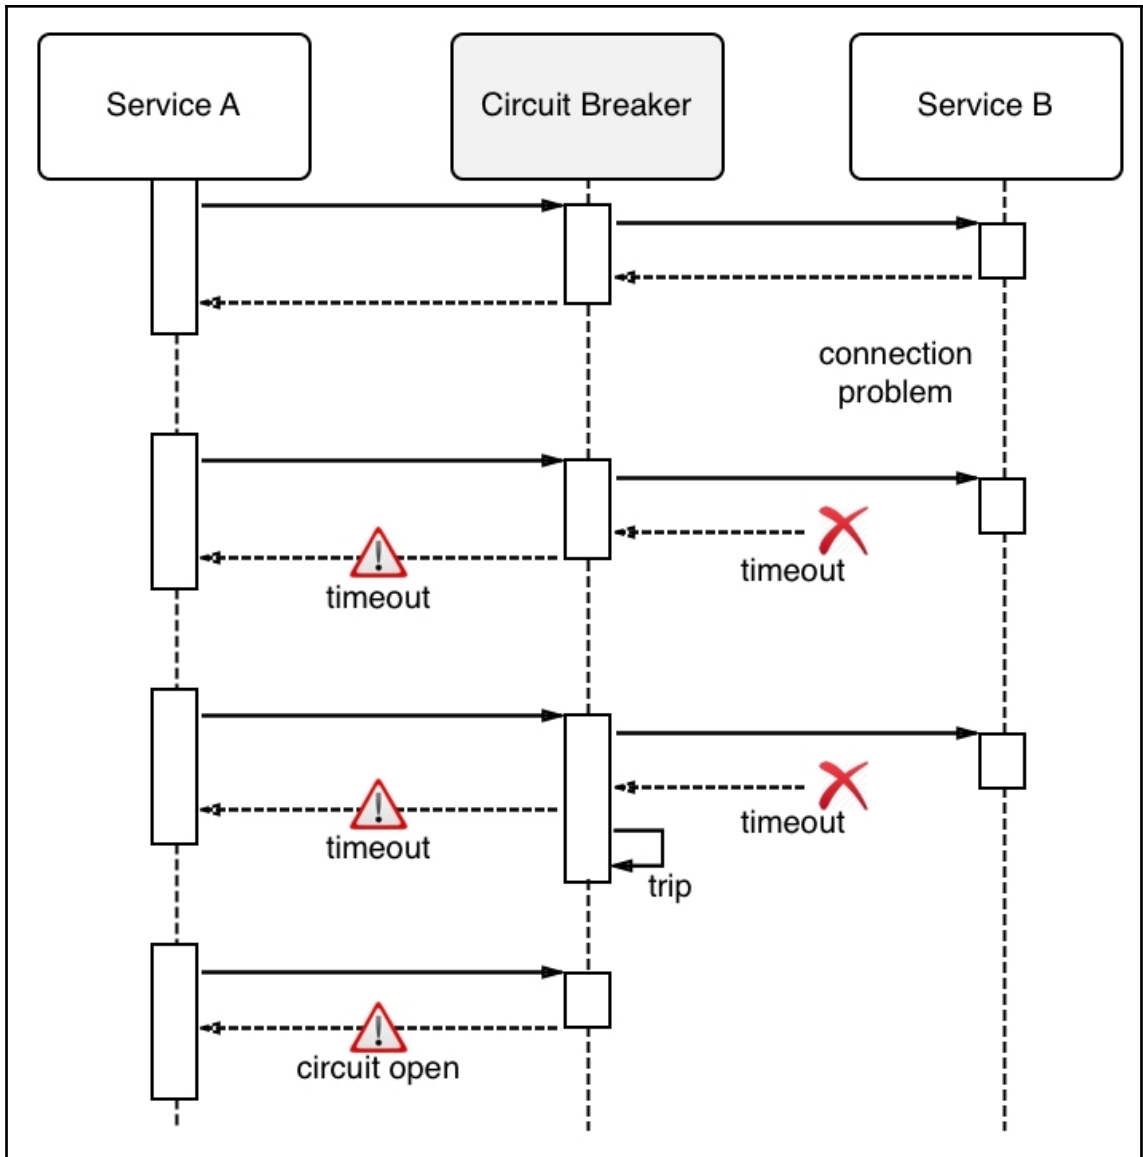 Service A
Circuit Breaker
Service B
connection
problem
timeout
timeout
timeout
timeout
trip
circuit open